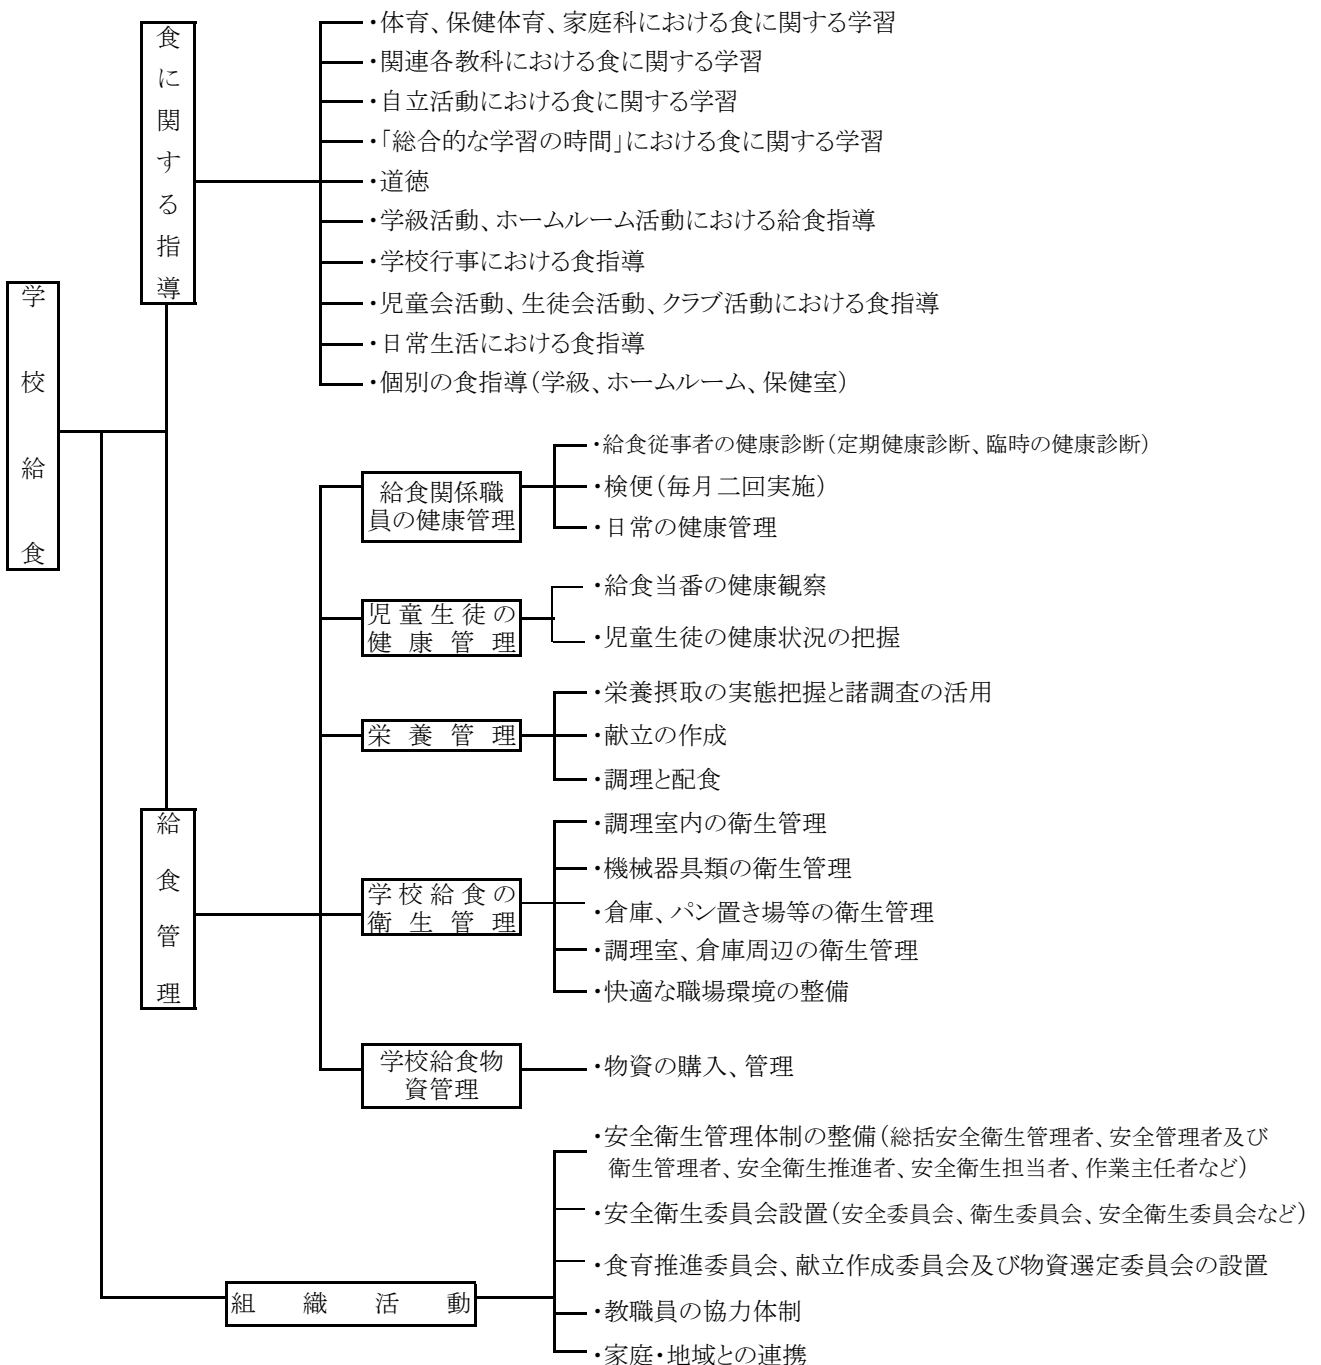 学校給食
食に関する指導
・体育、保健体育、家庭科における食に関する学習
・関連各教科における食に関する学習
・自立活動における食に関する学習
・「総合的な学習の時間」における食に関する学習
・道徳
・学級活動、ホームルーム活動における給食指導
・学校行事における食指導
・児童会活動、生徒会活動、クラブ活動における食指導
・日常生活における食指導
・個別の食指導（学級、ホームルーム、保健室）
給食管理
給食関係職
員の健康管理
・給食従事者の健康診断（定期健康診断、臨時の健康診断）
・検便（毎月二回実施）
・日常の健康管理
児童生徒の
健康管理
・給食当番の健康観察
・児童生徒の健康状況の把握
栄養管理
・栄養摂取の実態把握と諸調査の活用
・献立の作成
・調理と配食
学校給食の
衛生管理
・調理室内の衛生管理
・機械器具類の衛生管理
・倉庫、パン置き場等の衛生管理
・調理室、倉庫周辺の衛生管理
・快適な職場環境の整備
学校給食物
資管理
・物資の購入、管理
組織活動
・安全衛生管理体制の整備（総括安全衛生管理者、安全管理者及び
衛生管理者、安全衛生推進者、安全衛生担当者、作業主任者など）
・安全衛生委員会設置（安全委員会、衛生委員会、安全衛生委員会など）
・食育推進委員会、献立作成委員会及び物資選定委員会の設置
・教職員の協力体制
・家庭・地域との連携